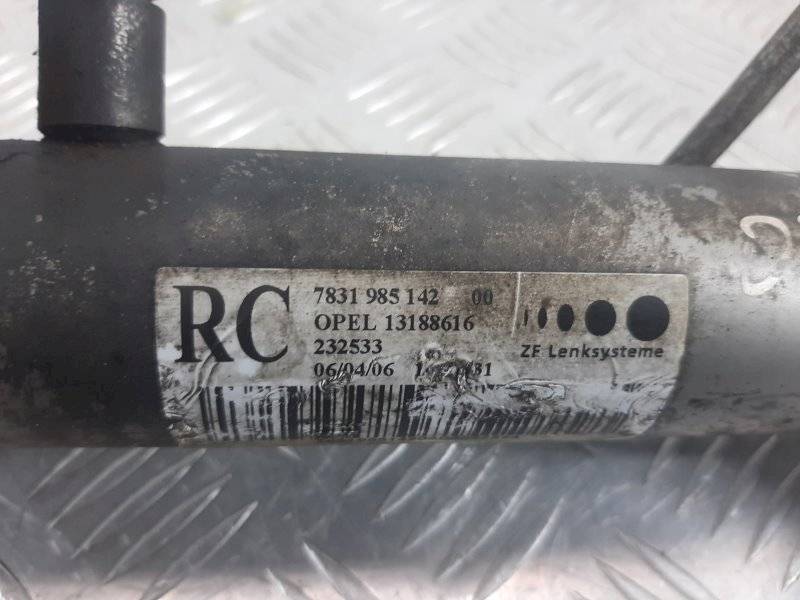 RC
7831 985 142 00
OPEL 13188616
232533
06/04/06
ZF Lenksysteme